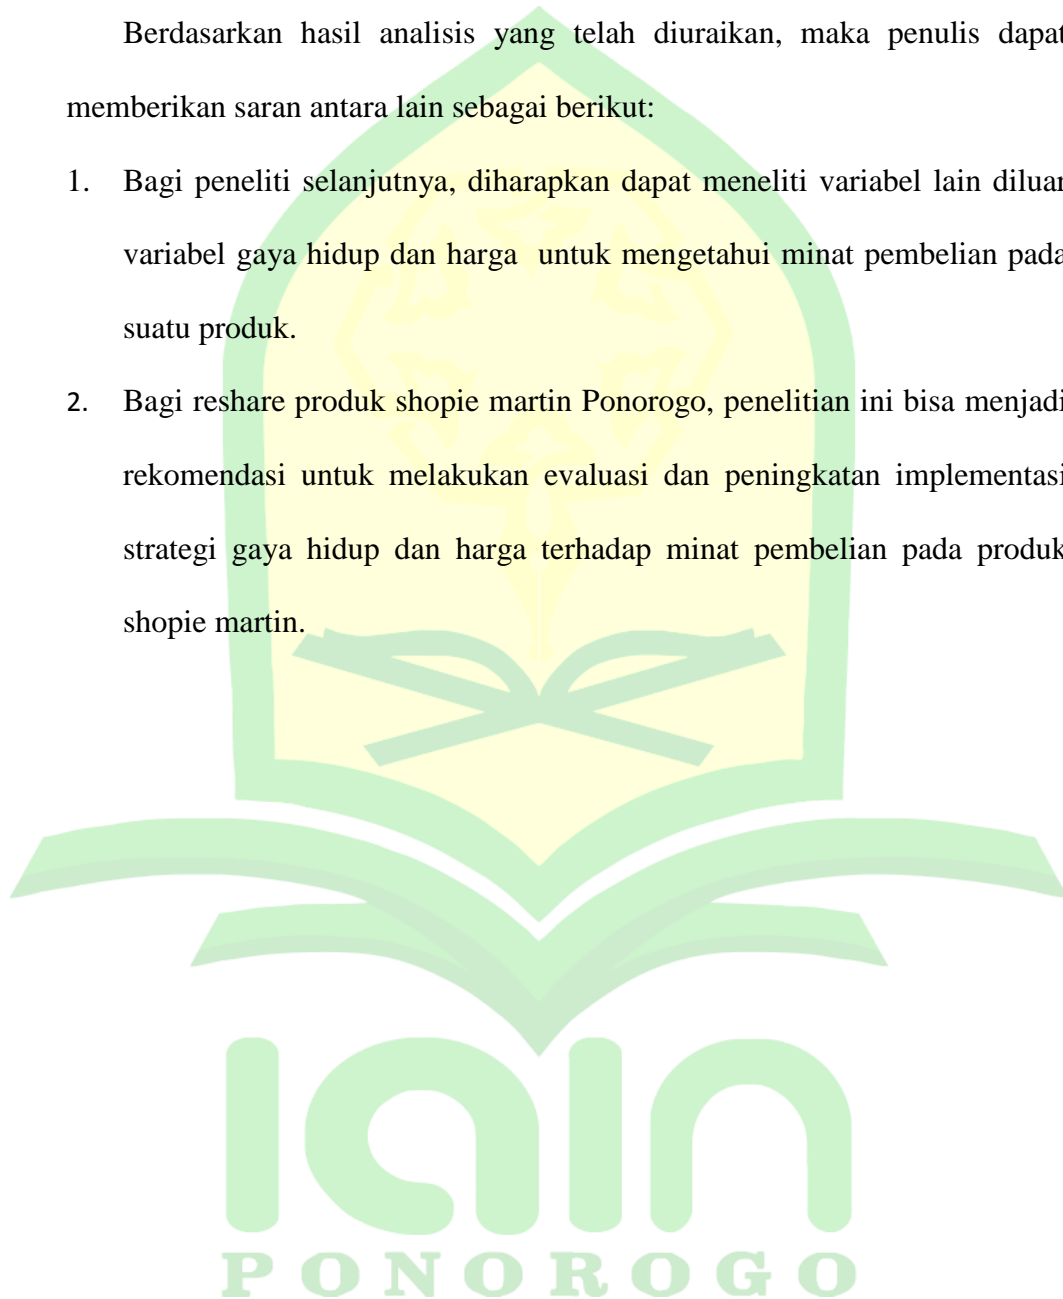 Berdasarkan hasil analisis yang telah diuraikan, maka penulis dapat
memberikan saran antara lain sebagai berikut:
1. Bagi peneliti selanjutnya, diharapkan dapat meneliti variabel lain diluar
variabel gaya hidup dan harga untuk mengetahui minat pembelian pada
suatu produk.
2. Bagi reshare produk shopie martin Ponorogo, penelitian ini bisa menjadi
rekomendasi untuk melakukan evaluasi dan peningkatan implementasi
strategi gaya hidup dan harga terhadap minat pembelian pada produk
shopie martin.
iain
PONOROGO